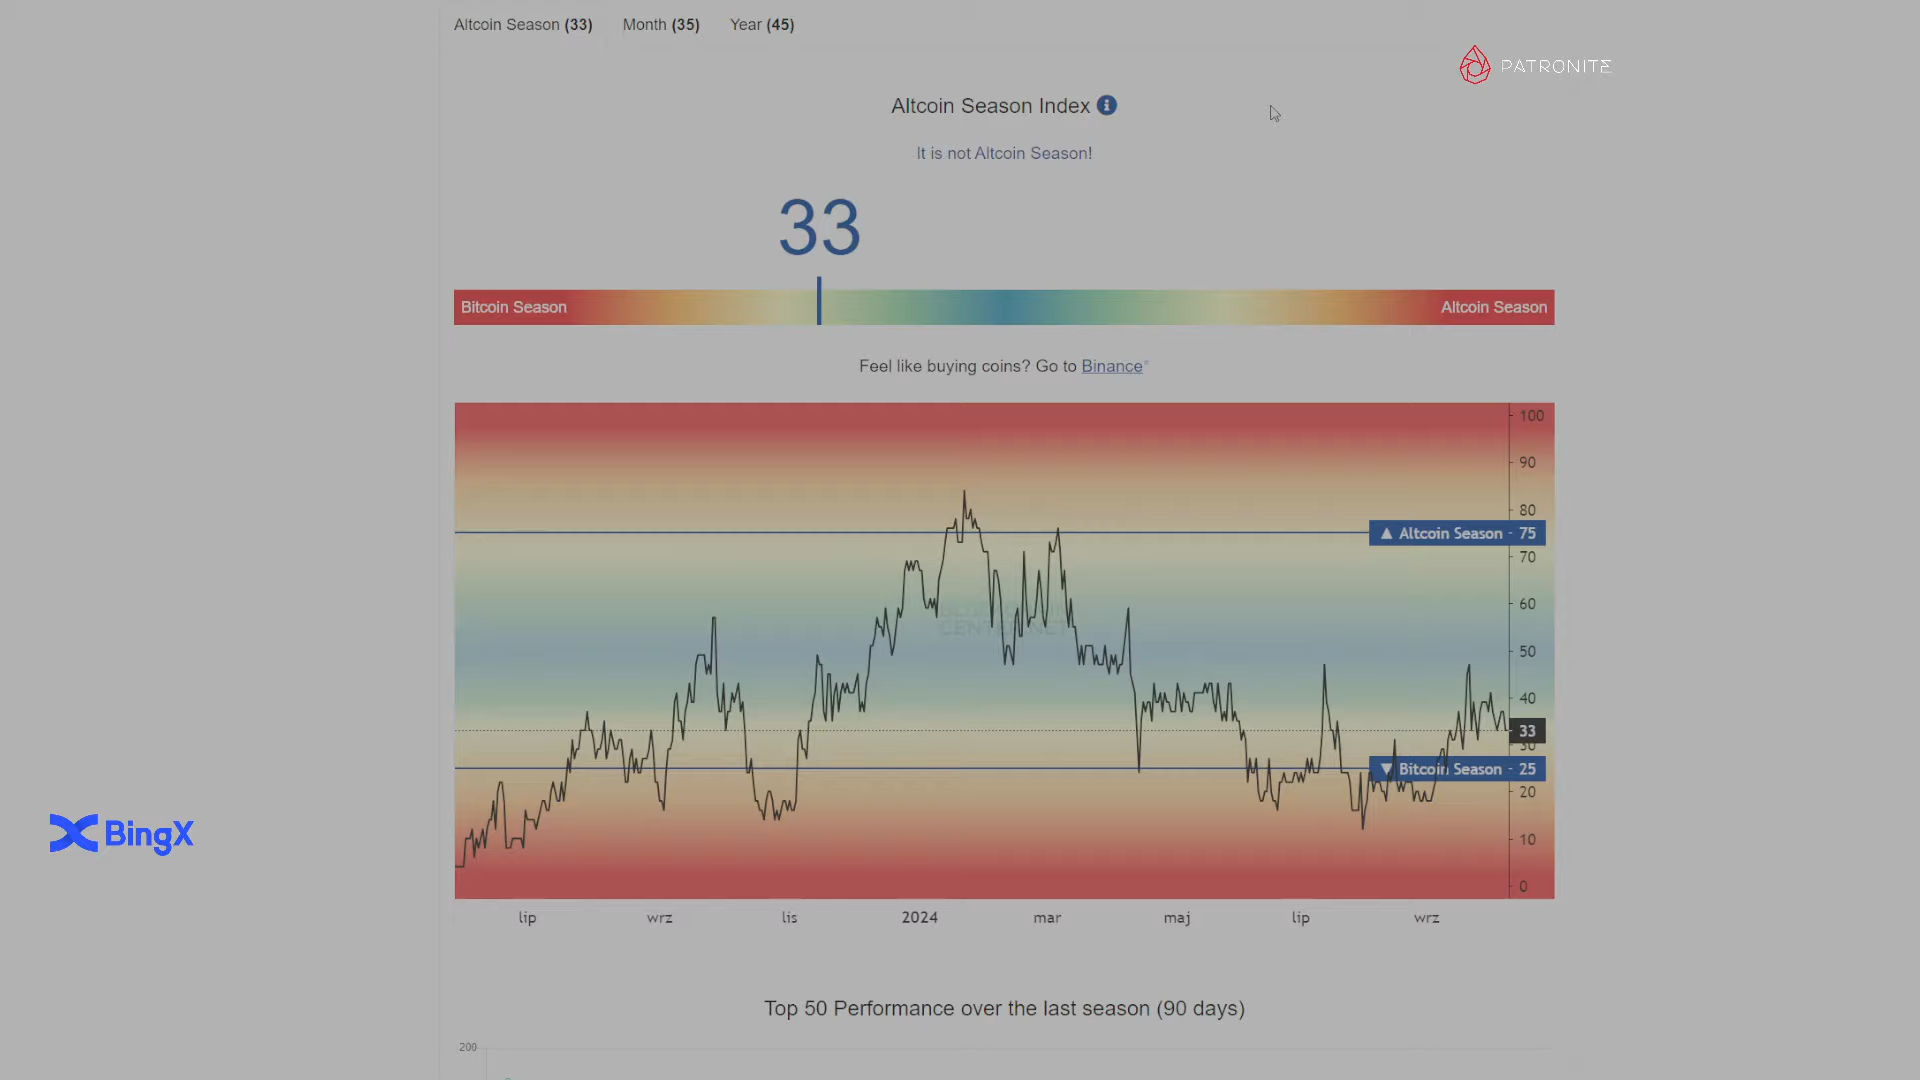 Altcoin Season (33) Month (35) Year (45)
PATRONITE
Altcoin Season Index
It is not Altcoin Season!
33
Bitcoin Season Altcoin Season
Feel like buying coins? Go to Binance*
100
90
80
▲ Altcoin Season - 75
70
60
CENTER.NET
50
40
33
30
▼ Bitcoin Season - 25
20
BingX
10
0
lip wrz lis 2024 mar maj lip wrz
Top 50 Performance over the last season (90 days)
200